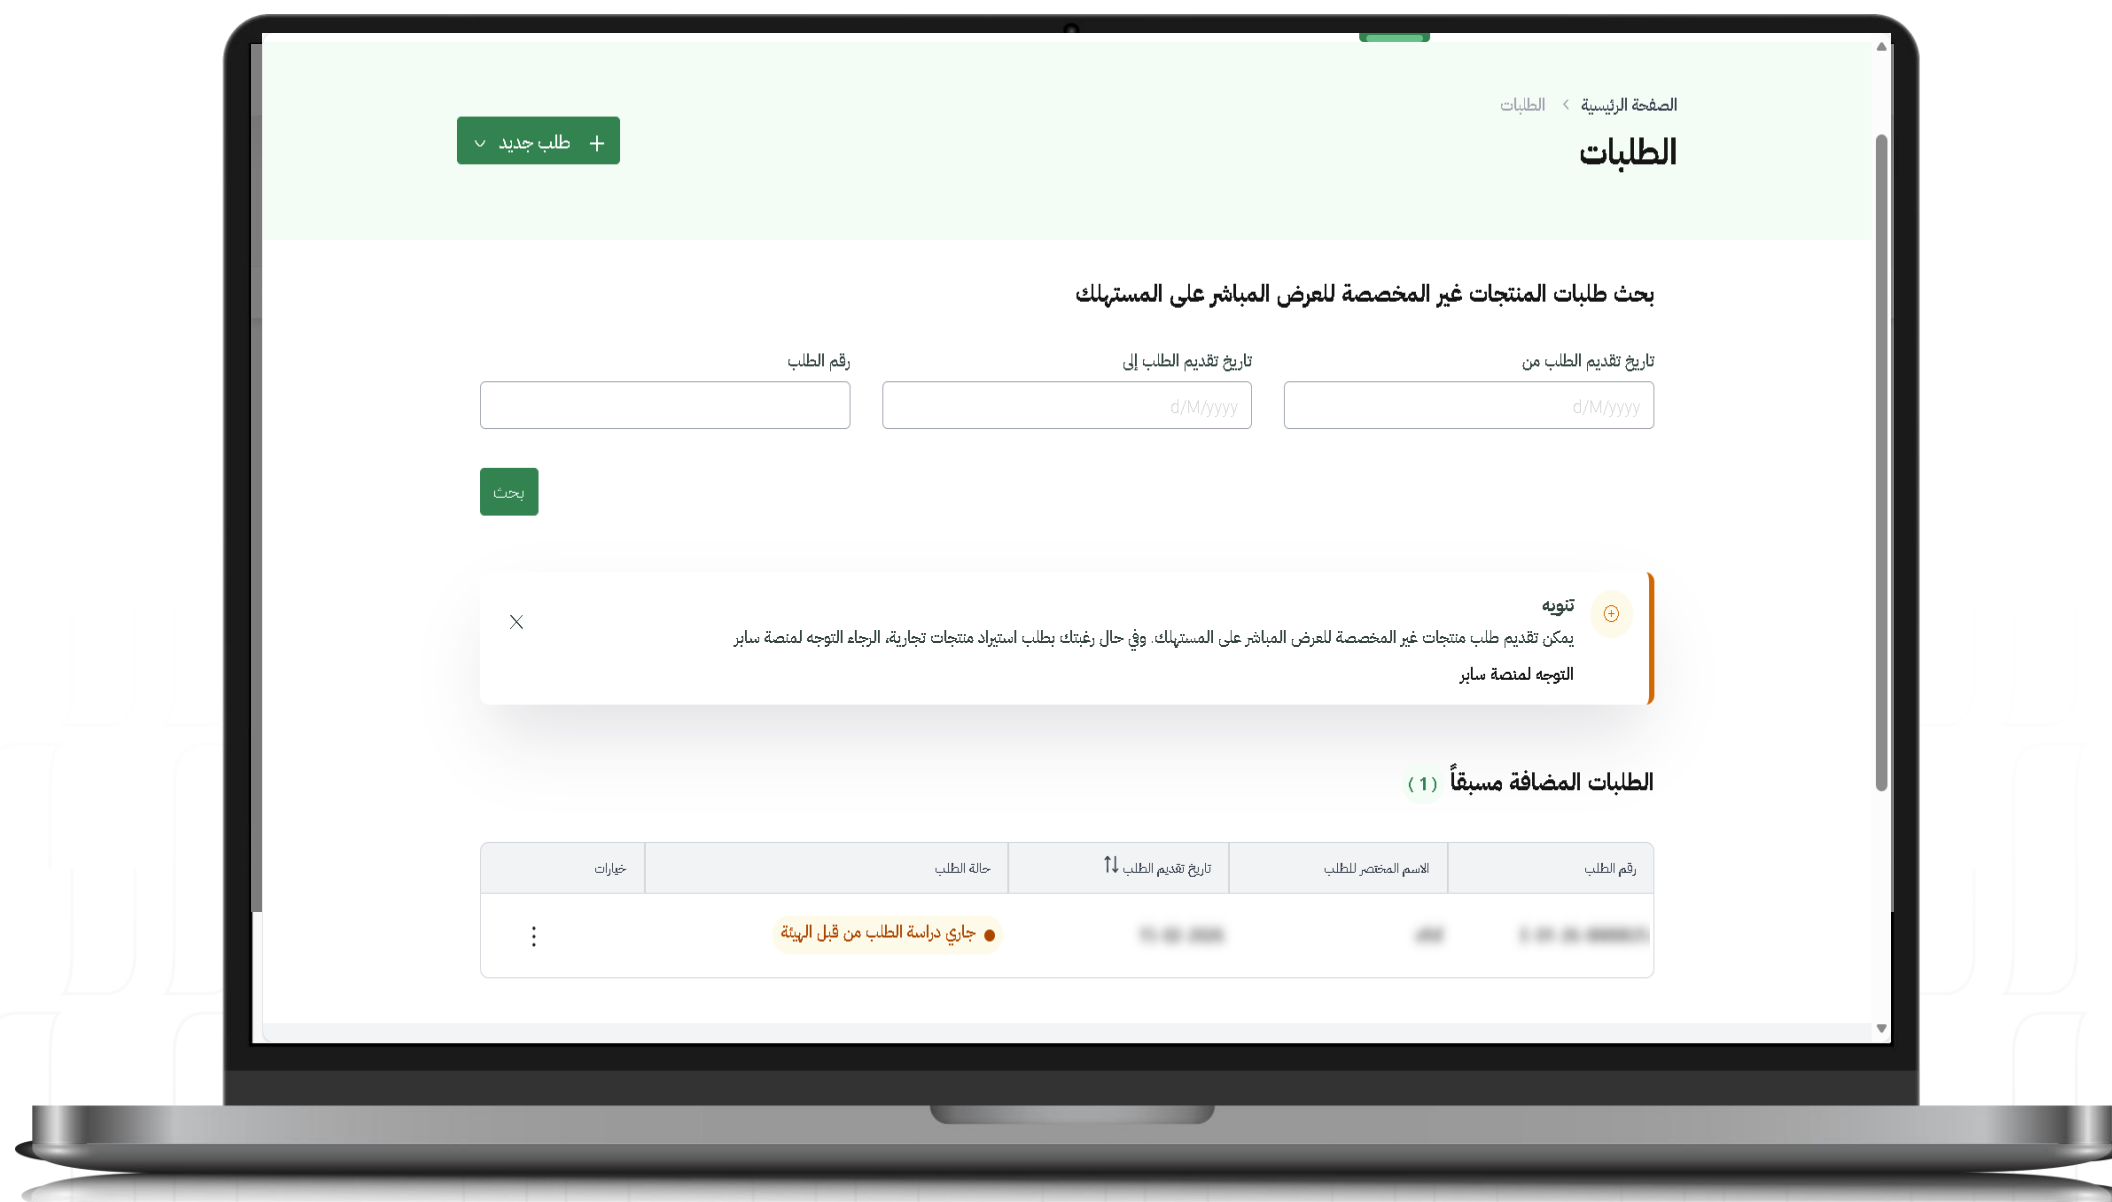 الصفحة الرئيسية > الطلبات
الطلبات
+ طلب جديد
بحث طلبات المنتجات غير المخصصة للعرض المباشر على المستهلك
تاريخ تقديم الطلب من
تاريخ تقديم الطلب إلى
رقم الطلب
d/M/yyyy
d/M/yyyy
بحث
تنويه
يمكن تقديم طلب منتجات غير المخصصة للعرض المباشر على المستهلك. وفي حال رغبتك بطلب استيراد منتجات تجارية، الرجاء التوجه لمنصة سابر
التوجه لمنصة سابر
الطلبات المضافة مسبقاً (1)
رقم الطلب
الاسم المختصر للطلب
تاريخ تقديم الطلب
حالة الطلب
خيارات
جاري دراسة الطلب من قبل الهيئة